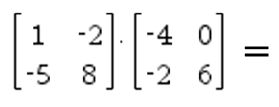 [1 -2; -5 8] · [-4 0; -2 6] =